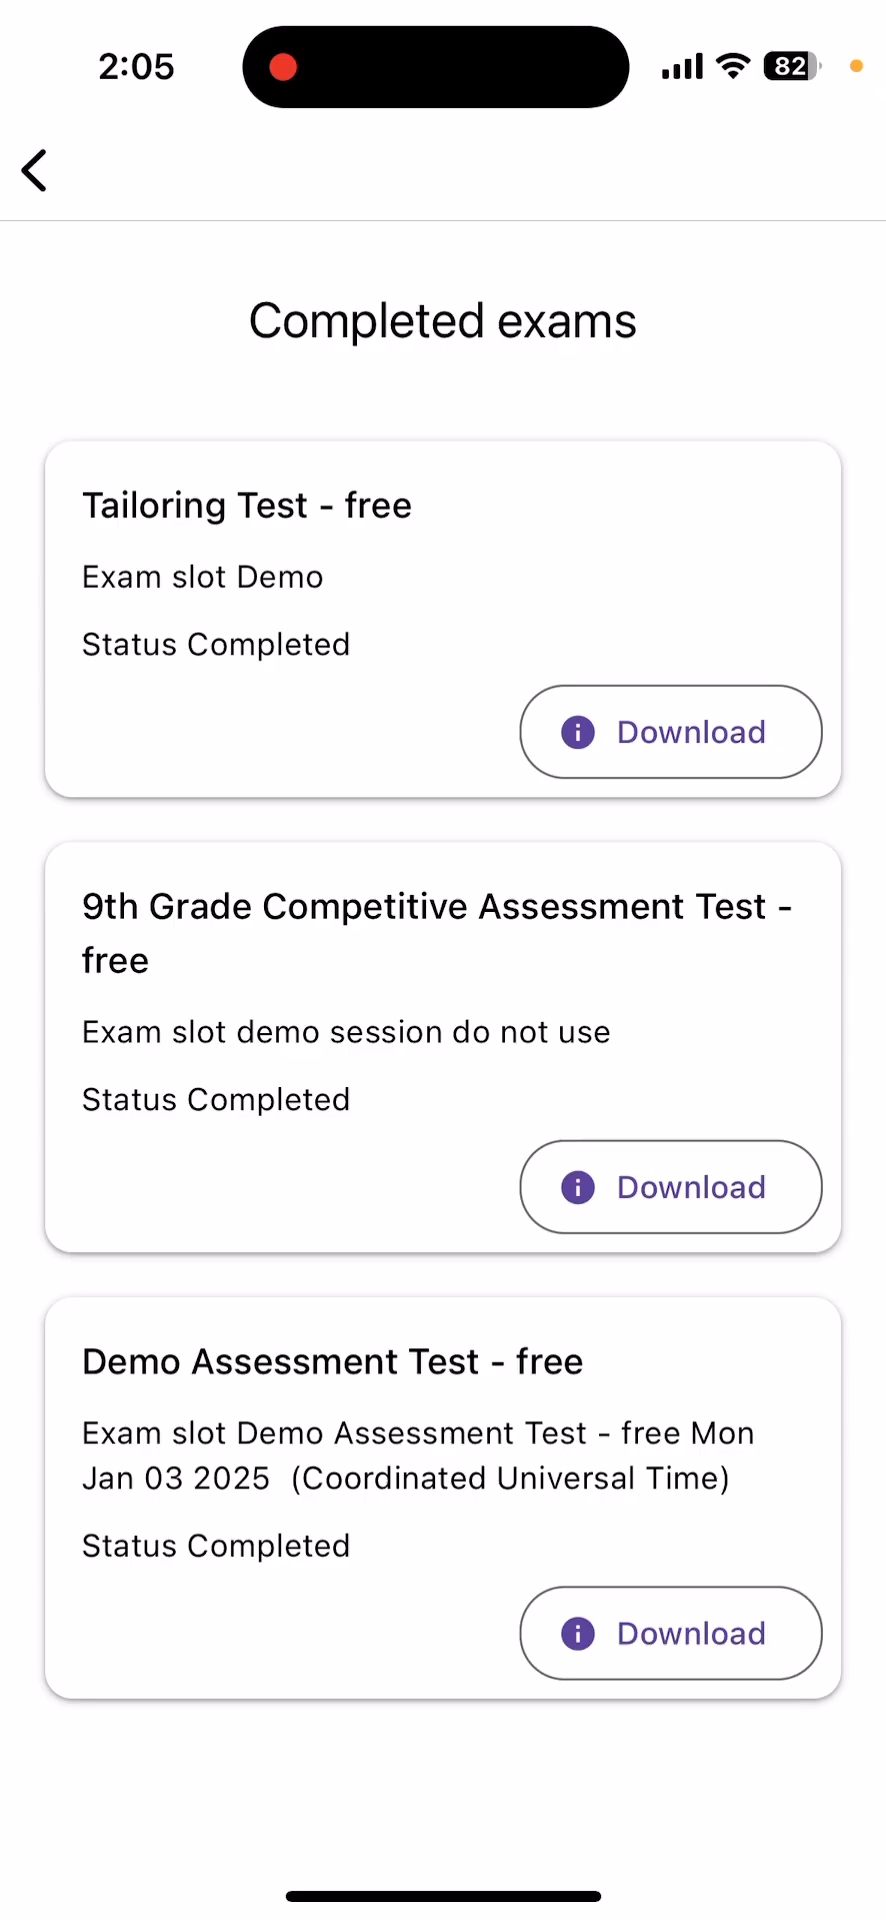 2:05
82
Completed exams
Tailoring Test - free
Exam slot Demo
Status Completed
Download
9th Grade Competitive Assessment Test -
free
Exam slot demo session do not use
Status Completed
Download
Demo Assessment Test - free
Exam slot Demo Assessment Test - free Mon
Jan 03 2025  (Coordinated Universal Time)
Status Completed
Download